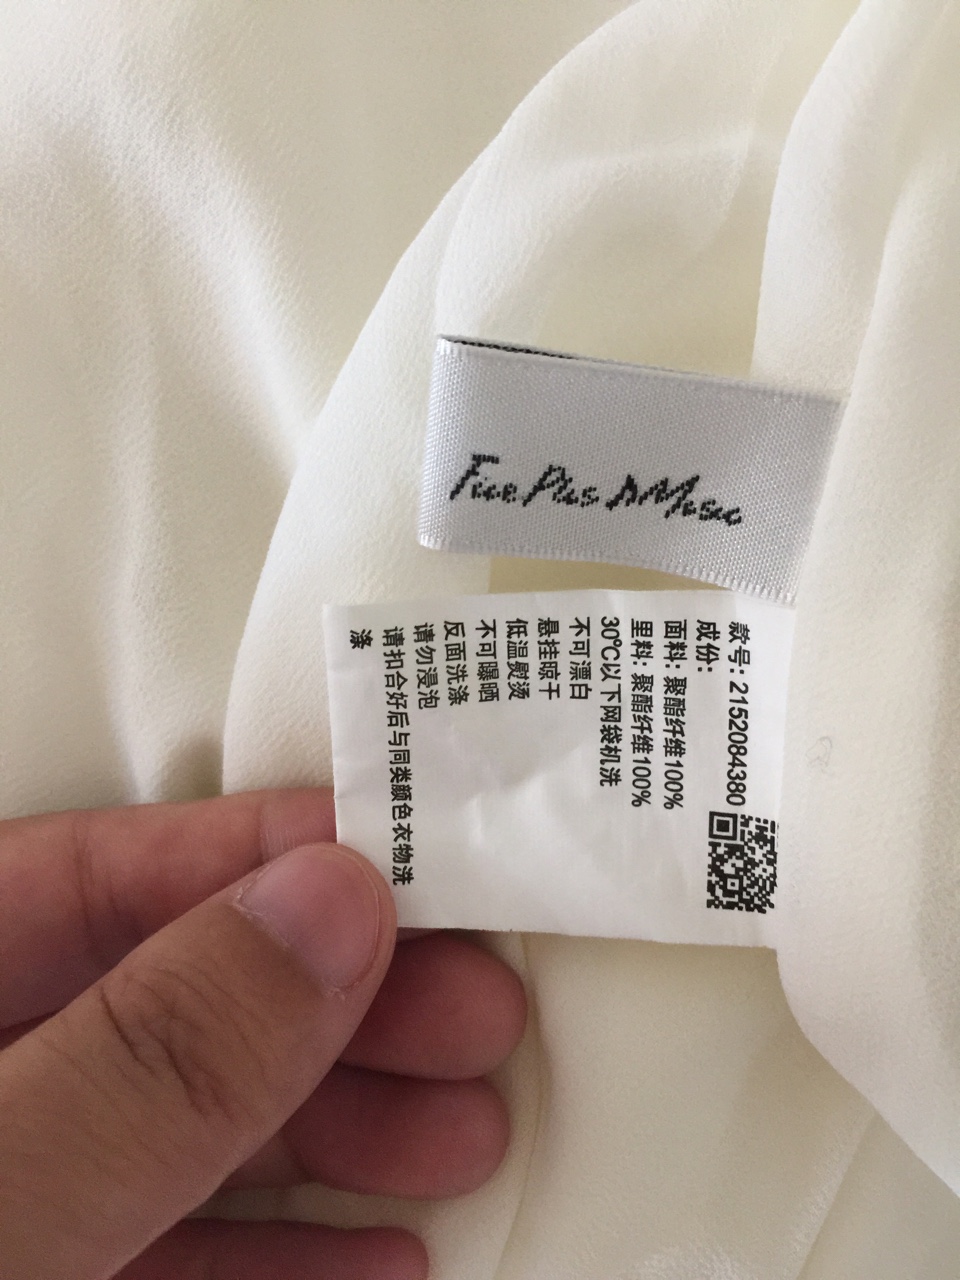 Five Plus
款号: 2152084380
成份:
面料: 聚酯纤维100%
里料: 聚酯纤维100%
30℃以下网袋机洗
不可漂白
悬挂晾干
低温熨烫
不可曝晒
反面洗涤
请勿浸泡
请扣合好后与同类颜色衣物洗
涤